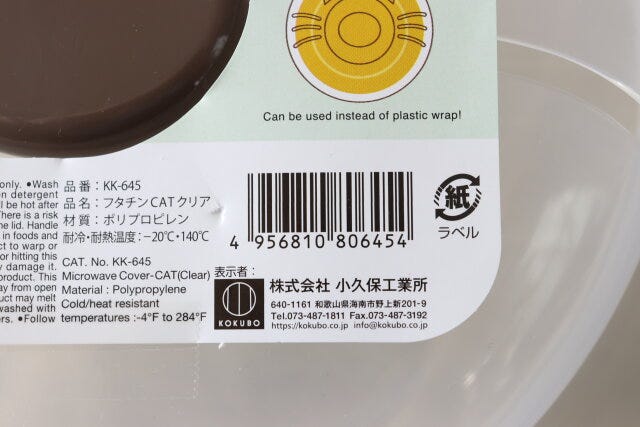 Can be used instead of plastic wrap!
only. ●Wash
en detergent
ll be hot after
There is a risk
he lid. Handle
in foods and
ct to warp or
or hitting this
y damage it.
product. This
ay from open
duct may melt
washed with
ers. ●Follow
品番：KK-645
品名：フタチンCATクリア
材質：ポリプロピレン
耐冷・耐熱温度：−20℃・140℃
CAT. No. KK-645
Microwave Cover-CAT(Clear)
Material : Polypropylene
Cold/heat resistant
temperatures :-4°F to 284°F
4 956810 806454
紙
ラベル
表示者：
KOKUBO
株式会社 小久保工業所
640-1161 和歌山県海南市野上新201-9
Tel.073-487-1811 Fax.073-487-3192
https://kokubo.co.jp info@kokubo.co.jp